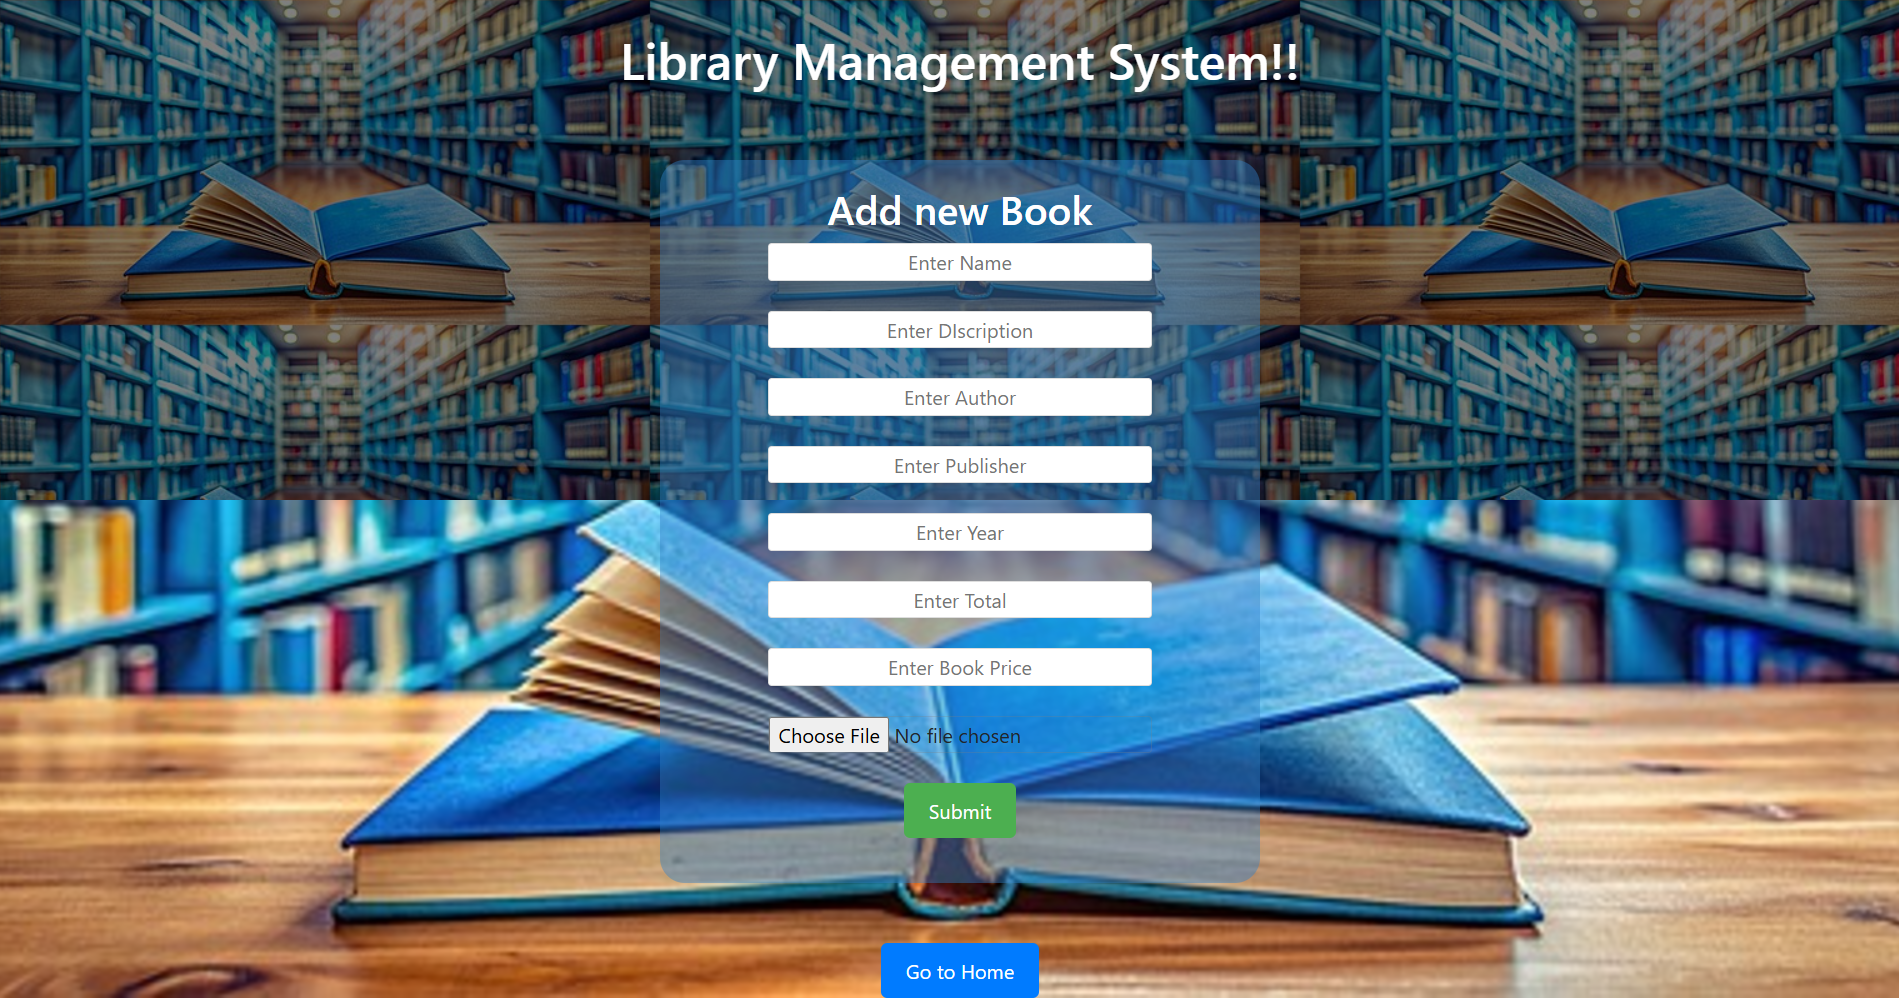 Library Management System!!
Add new Book
Enter Name
Enter DIscription
Enter Author
Enter Publisher
Enter Year
Enter Total
Enter Book Price
Choose File No file chosen
Submit
Go to Home